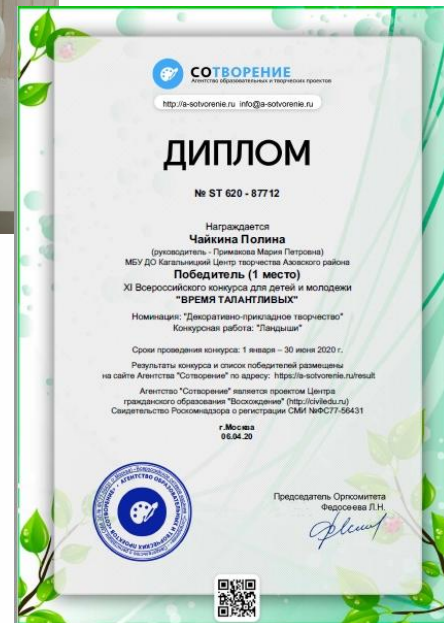 СОТВОРЕНИЕ
Агентство образовательных и творческих проектов
http://a-sotvorenie.ru info@a-sotvorenie.ru
ДИПЛОМ
№ ST 620 - 87712
Награждается
Чайкина Полина
(руководитель - Примакова Мария Петровна)
МБУ ДО Кагальницкий Центр творчества Азовского района
Победитель (1 место)
XI Всероссийского конкурса для детей и молодежи
"ВРЕМЯ ТАЛАНТЛИВЫХ"
Номинация: "Декоративно-прикладное творчество"
Конкурсная работа: "Ландыши"
Сроки проведения конкурса: 1 января – 30 июня 2020 г.
Результаты конкурса и список победителей размещены
на сайте Агентства "Сотворение" по адресу: https://a-sotvorenie.ru/result
Агентство "Сотворение" является проектом Центра
гражданского образования "Восхождение" (http://civiledu.ru)
Свидетельство Роскомнадзора о регистрации СМИ №ФС77-56431
г.Москва
06.04.20
Председатель Оргкомитета
Федосеева Л.Н.